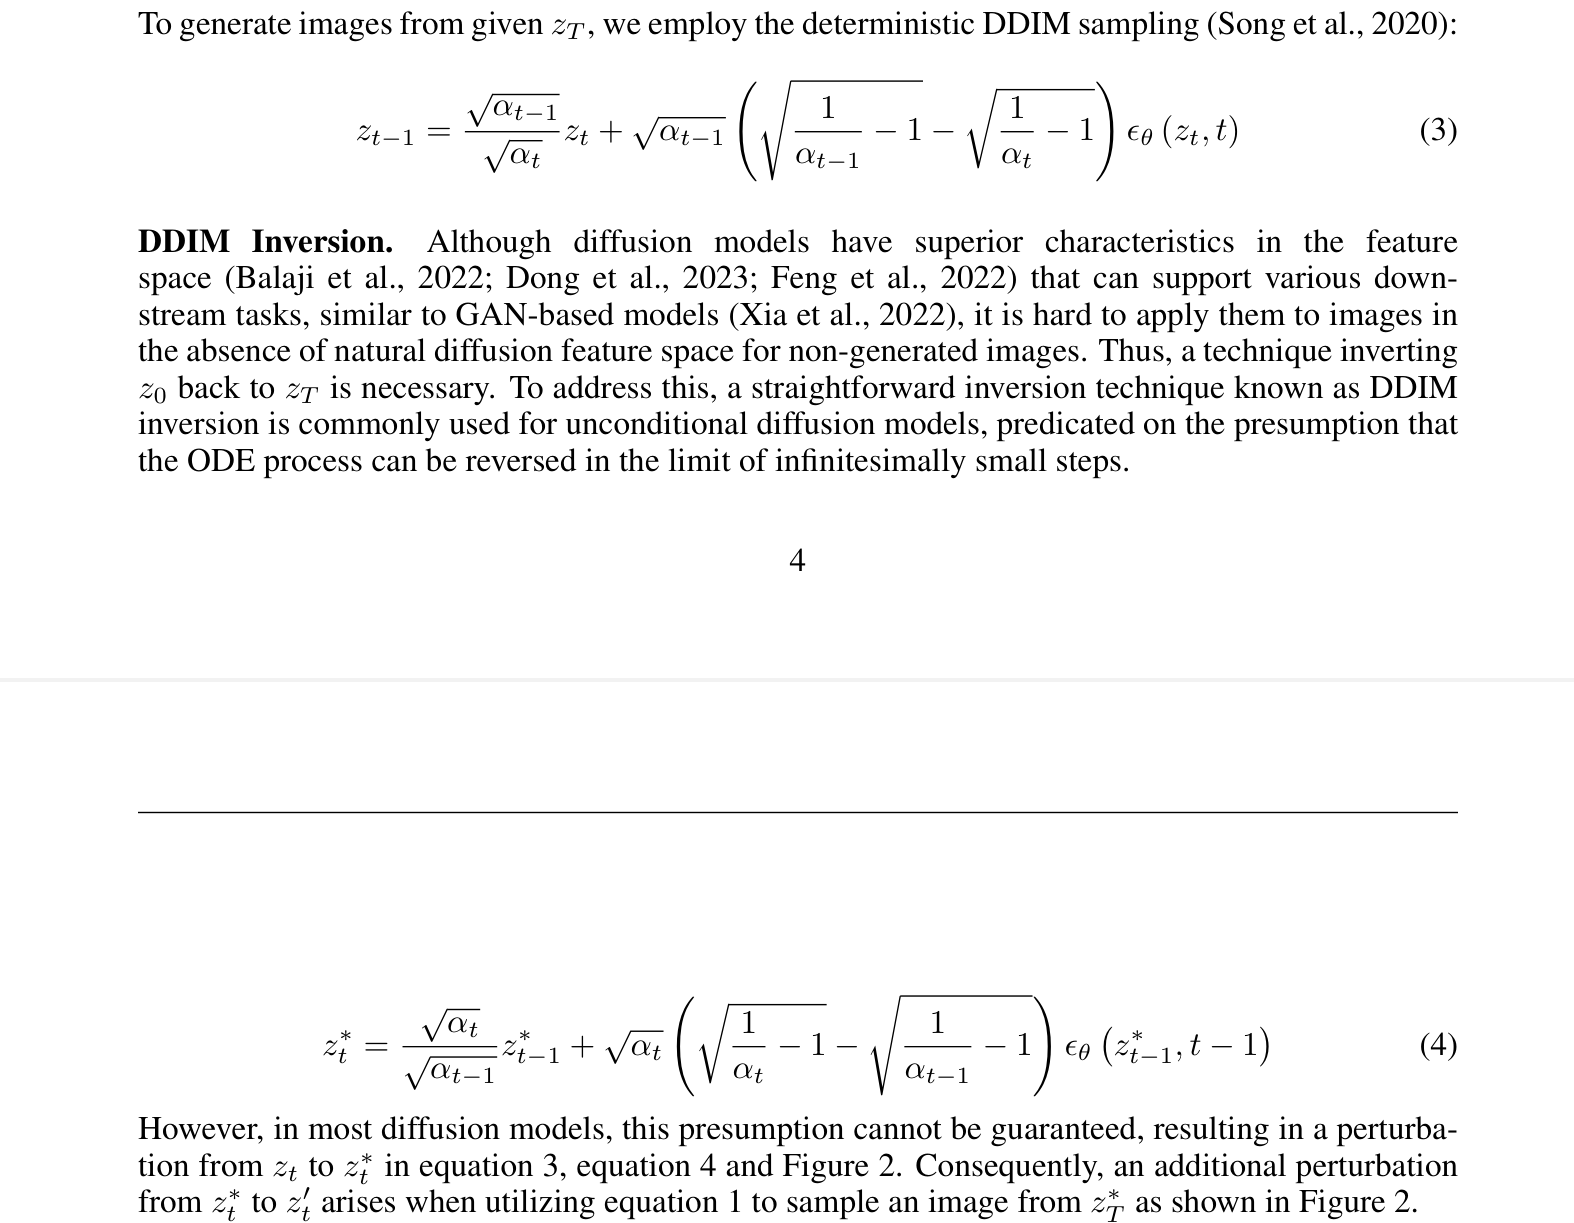 To generate images from given $z_T$, we employ the deterministic DDIM sampling (Song et al., 2020):
$$z_{t-1} = \frac{\sqrt{\alpha_{t-1}}}{\sqrt{\alpha_t}} z_t + \sqrt{\alpha_{t-1}} \left( \sqrt{\frac{1}{\alpha_{t-1}} - 1} - \sqrt{\frac{1}{\alpha_t} - 1} \right) \epsilon_\theta (z_t, t) \quad (3)$$
DDIM Inversion. Although diffusion models have superior characteristics in the feature
space (Balaji et al., 2022; Dong et al., 2023; Feng et al., 2022) that can support various down-
stream tasks, similar to GAN-based models (Xia et al., 2022), it is hard to apply them to images in
the absence of natural diffusion feature space for non-generated images. Thus, a technique inverting
$z_0$ back to $z_T$ is necessary. To address this, a straightforward inversion technique known as DDIM
inversion is commonly used for unconditional diffusion models, predicated on the presumption that
the ODE process can be reversed in the limit of infinitesimally small steps.
4
$$z_t^* = \frac{\sqrt{\alpha_t}}{\sqrt{\alpha_{t-1}}} z_{t-1}^* + \sqrt{\alpha_t} \left( \sqrt{\frac{1}{\alpha_t} - 1} - \sqrt{\frac{1}{\alpha_{t-1}} - 1} \right) \epsilon_\theta \left( z_{t-1}^*, t - 1 \right) \quad (4)$$
However, in most diffusion models, this presumption cannot be guaranteed, resulting in a perturba-
tion from $z_t$ to $z_t^*$ in equation 3, equation 4 and Figure 2. Consequently, an additional perturbation
from $z_t^*$ to $z_t'$ arises when utilizing equation 1 to sample an image from $z_T^*$ as shown in Figure 2.